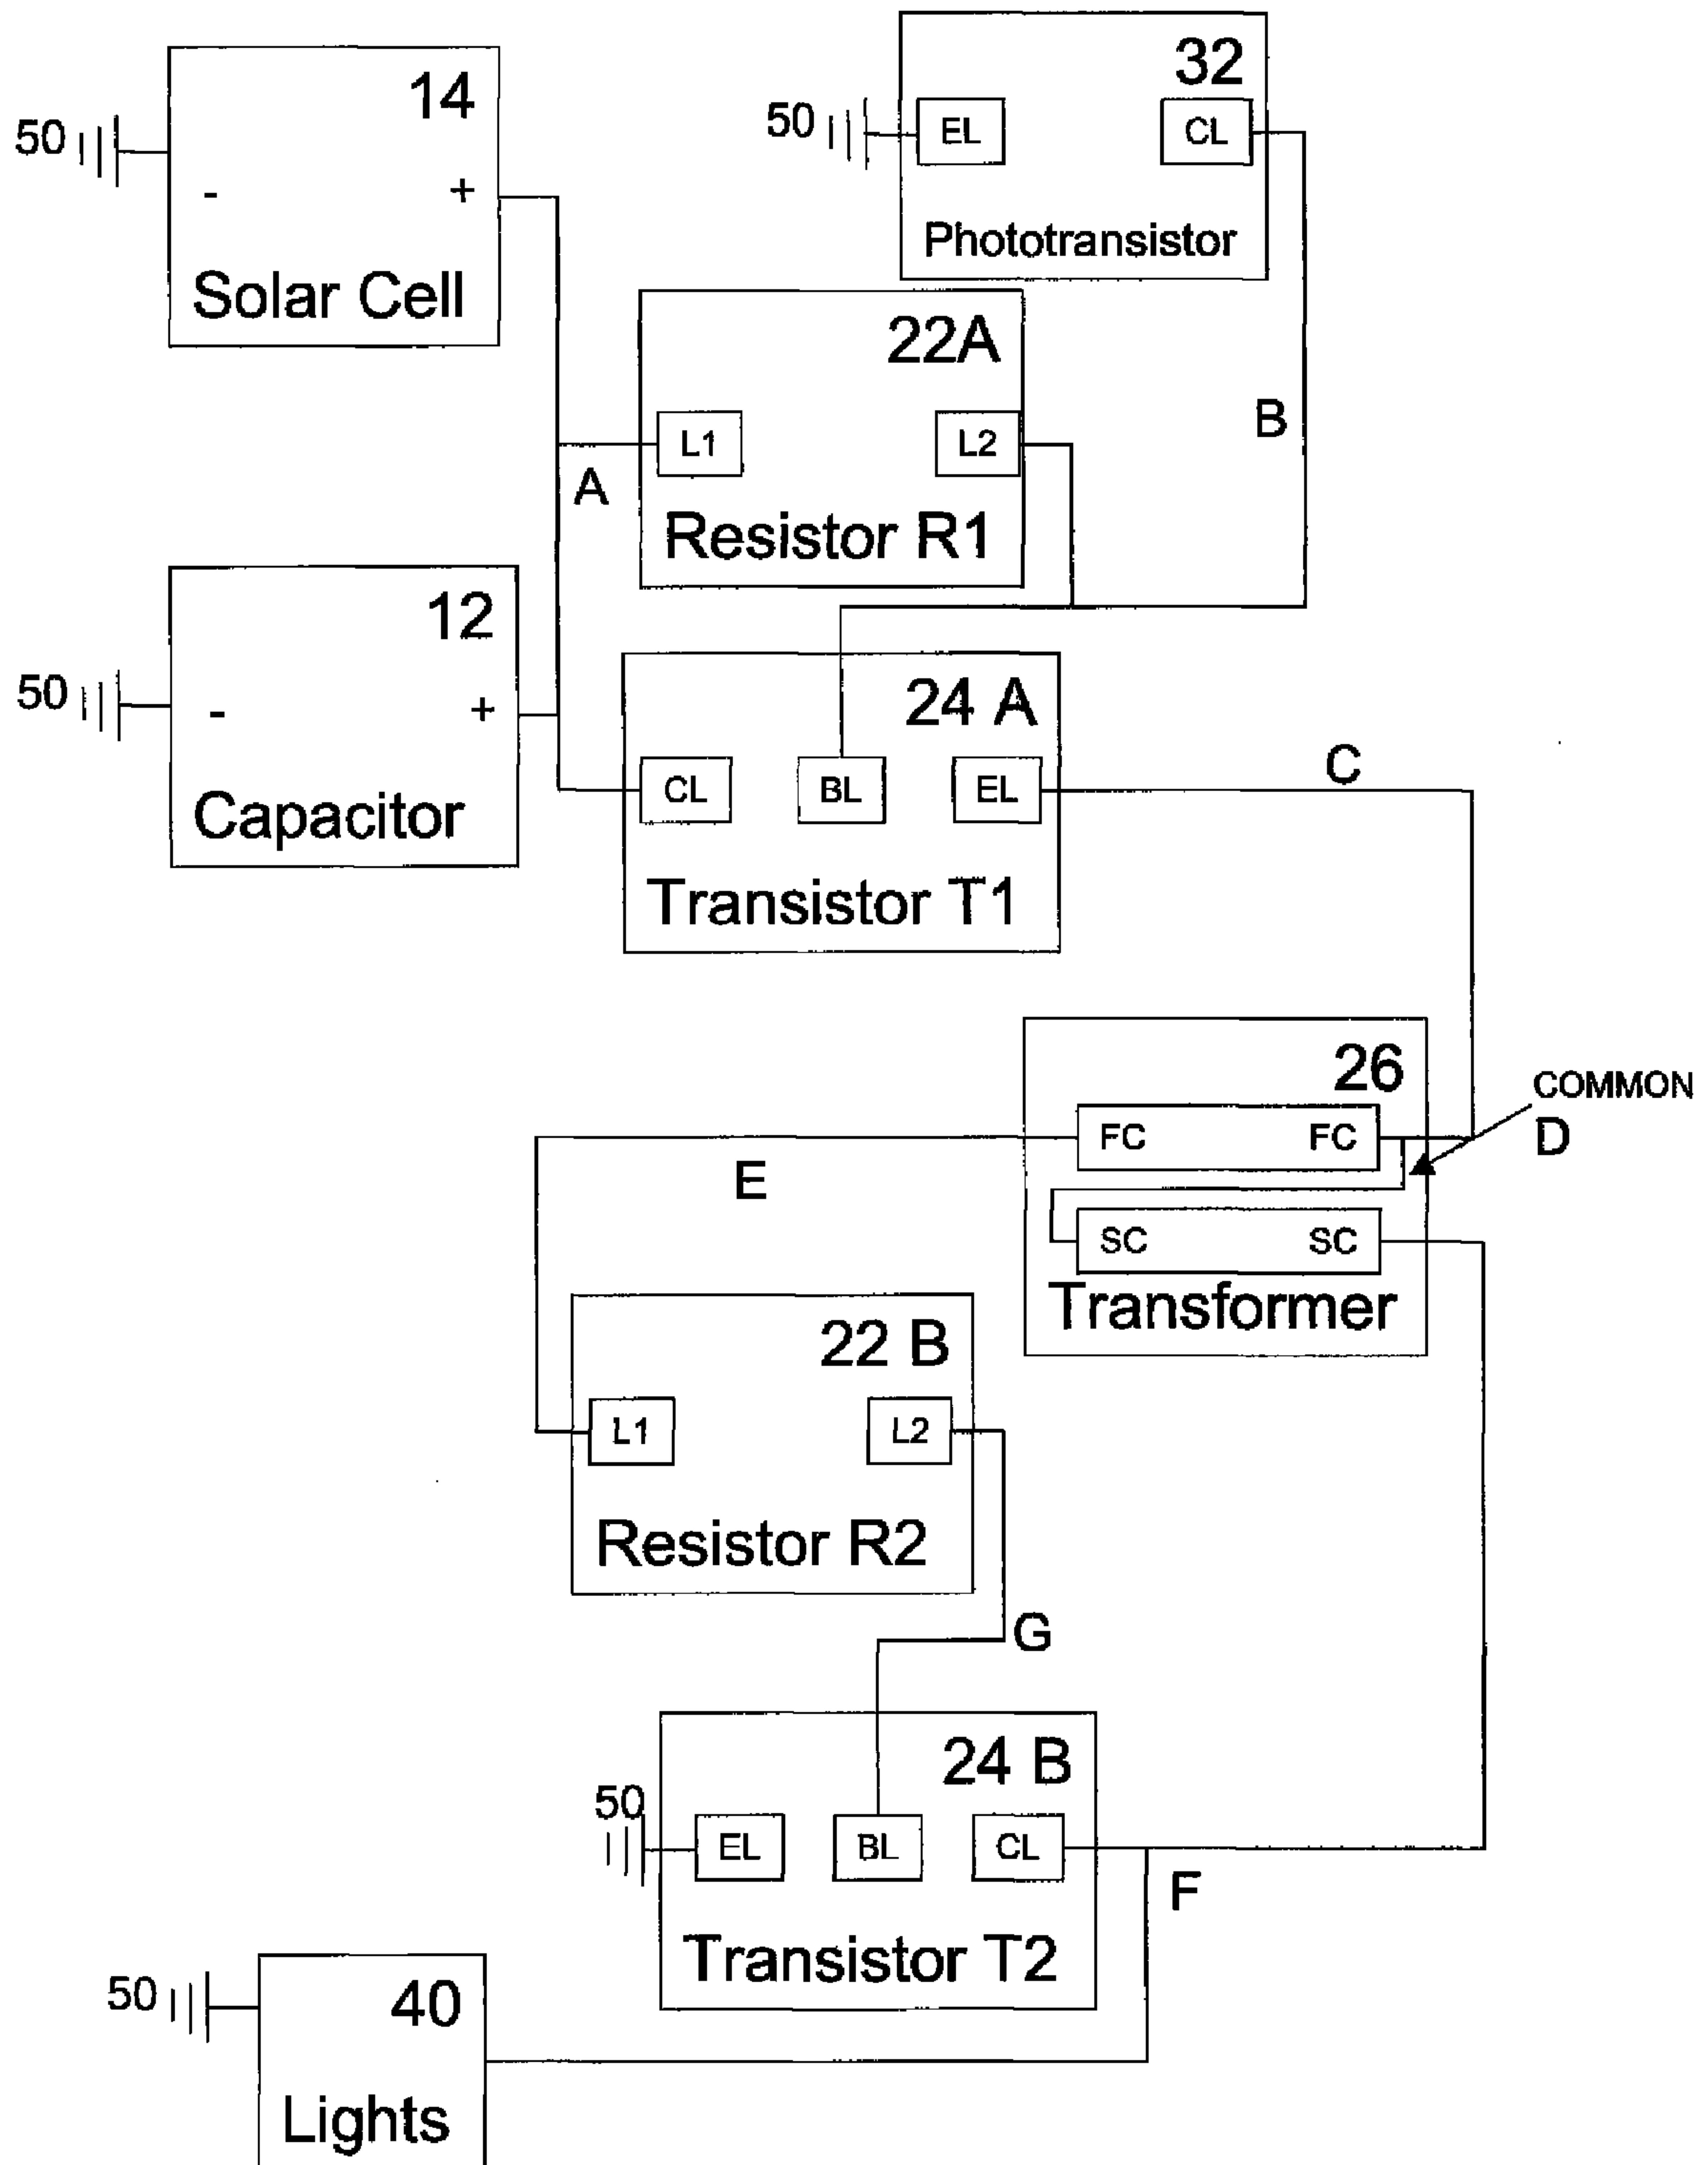 14
50
-
+
Solar Cell
32
50
EL
CL
Phototransistor
22A
L1
L2
A
Resistor R1
B
12
50
-
+
Capacitor
24 A
CL
BL
EL
Transistor T1
C
26
COMMON
D
FC
FC
SC
SC
Transformer
E
22 B
L1
L2
Resistor R2
G
24 B
50
EL
BL
CL
F
Transistor T2
50
40
Lights